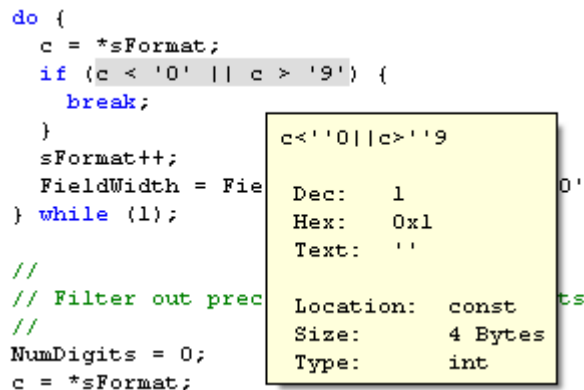 do {
  c = *sFormat;
  if (c < '0' || c > '9') {
    break;
  }
  sFormat++;
  FieldWidth = Fie 0'
} while (1);
//
// Filter out prec ts
//
NumDigits = 0;
c = *sFormat;
c<''0||c>''9
Dec: 1
Hex: 0x1
Text: ''
Location: const
Size: 4 Bytes
Type: int